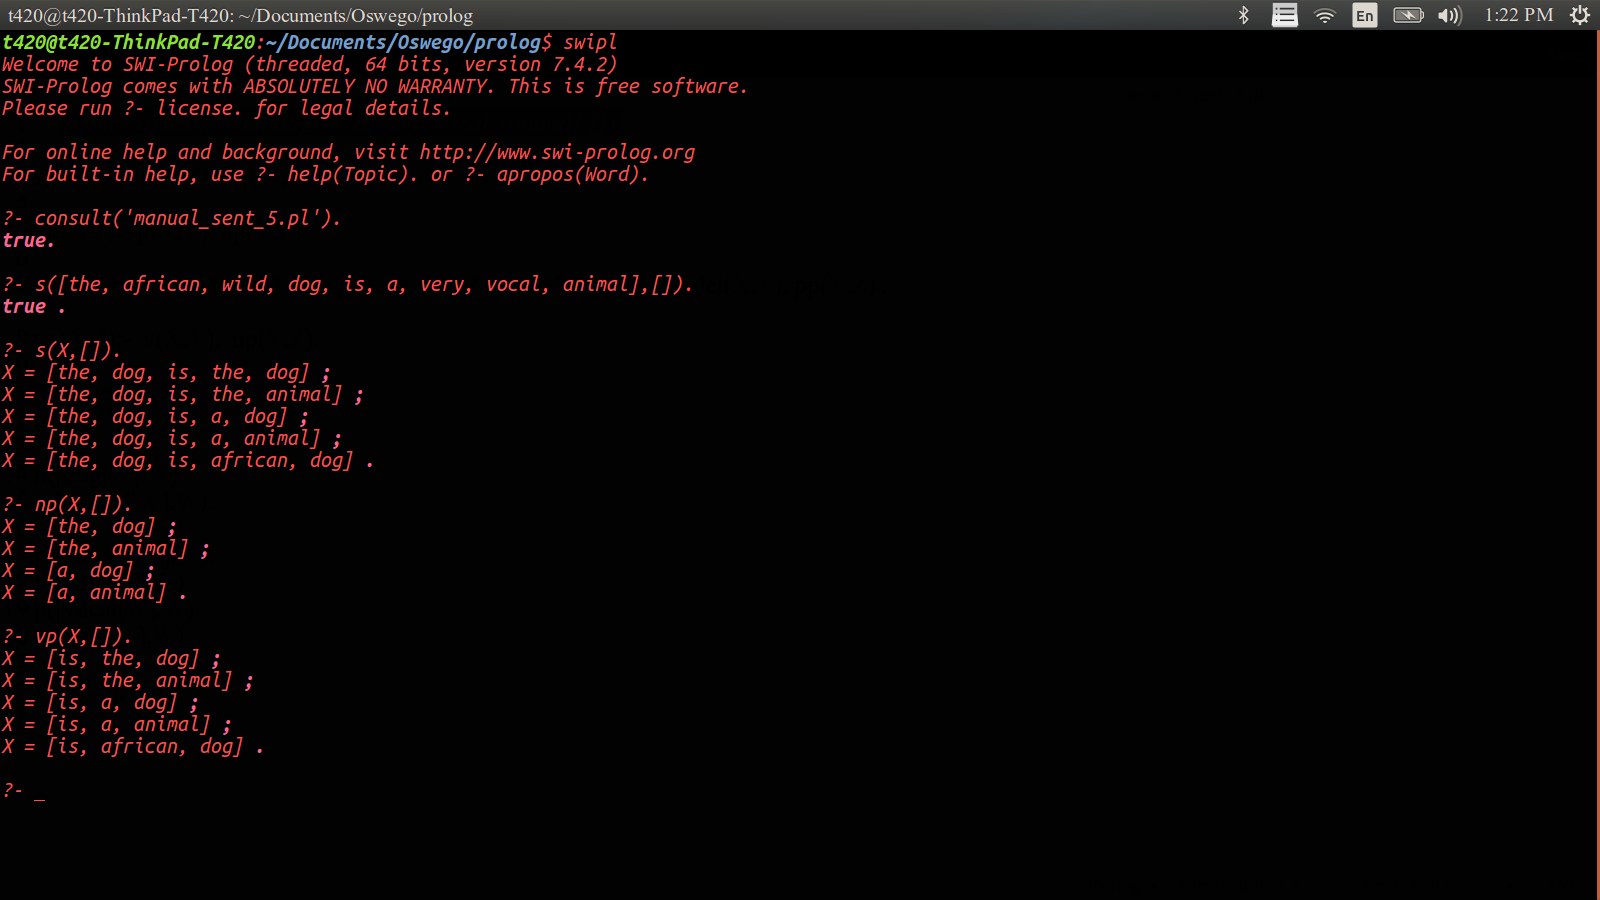 t420@t420-ThinkPad-T420: ~/Documents/Oswego/prolog
En
1:22 PM
t420@t420-ThinkPad-T420:~/Documents/Oswego/prolog$ swipl
Welcome to SWI-Prolog (threaded, 64 bits, version 7.4.2)
SWI-Prolog comes with ABSOLUTELY NO WARRANTY. This is free software.
Please run ?- license. for legal details.
For online help and background, visit http://www.swi-prolog.org
For built-in help, use ?- help(Topic). or ?- apropos(Word).
?- consult('manual_sent_5.pl').
true.
?- s([the, african, wild, dog, is, a, very, vocal, animal],[]).
true .
?- s(X,[]).
X = [the, dog, is, the, dog] ;
X = [the, dog, is, the, animal] ;
X = [the, dog, is, a, dog] ;
X = [the, dog, is, a, animal] ;
X = [the, dog, is, african, dog] .
?- np(X,[]).
X = [the, dog] ;
X = [the, animal] ;
X = [a, dog] ;
X = [a, animal] .
?- vp(X,[]).
X = [is, the, dog] ;
X = [is, the, animal] ;
X = [is, a, dog] ;
X = [is, a, animal] ;
X = [is, african, dog] .
?- _